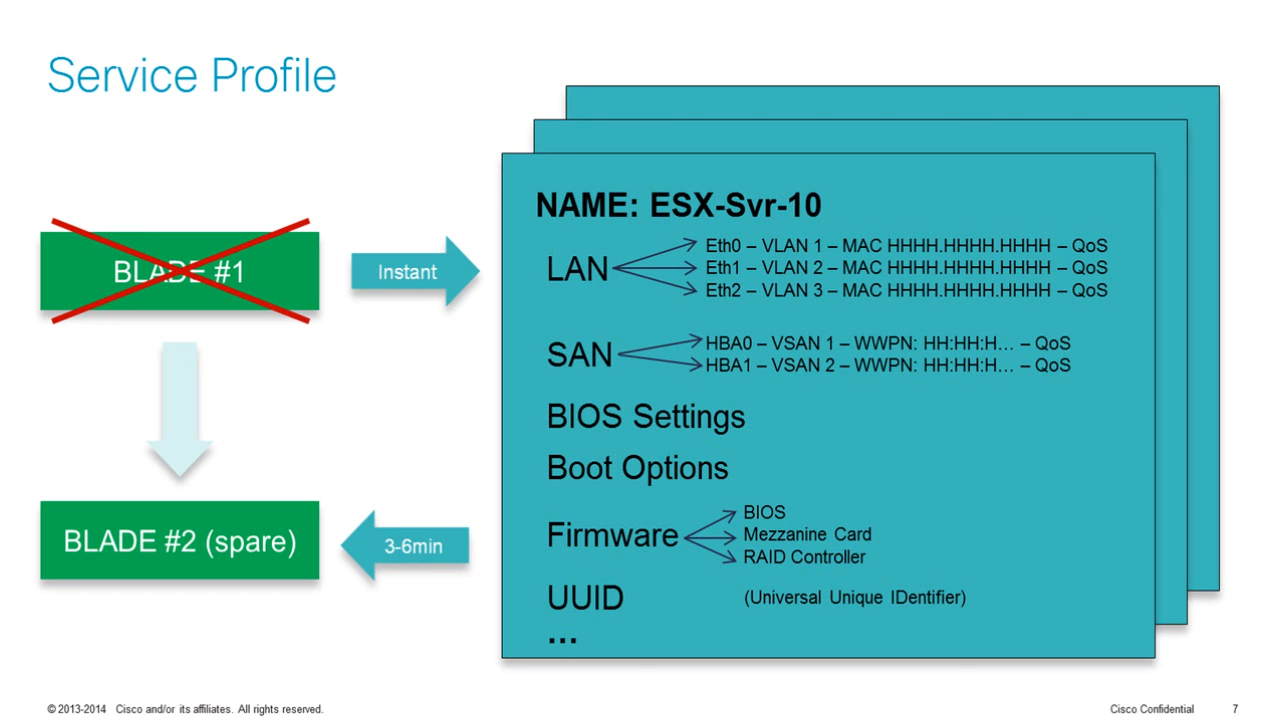 Service Profile
BLADE #1
Instant
BLADE #2 (spare)
3-6min
NAME: ESX-Svr-10
LAN
Eth0 – VLAN 1 – MAC HHHH.HHHH.HHHH – QoS
Eth1 – VLAN 2 – MAC HHHH.HHHH.HHHH – QoS
Eth2 – VLAN 3 – MAC HHHH.HHHH.HHHH – QoS
SAN
HBA0 – VSAN 1 – WWPN: HH:HH:H… – QoS
HBA1 – VSAN 2 – WWPN: HH:HH:H… – QoS
BIOS Settings
Boot Options
Firmware
BIOS
Mezzanine Card
RAID Controller
UUID (Universal Unique IDentifier)
…
© 2013-2014 Cisco and/or its affiliates. All rights reserved.
Cisco Confidential 7